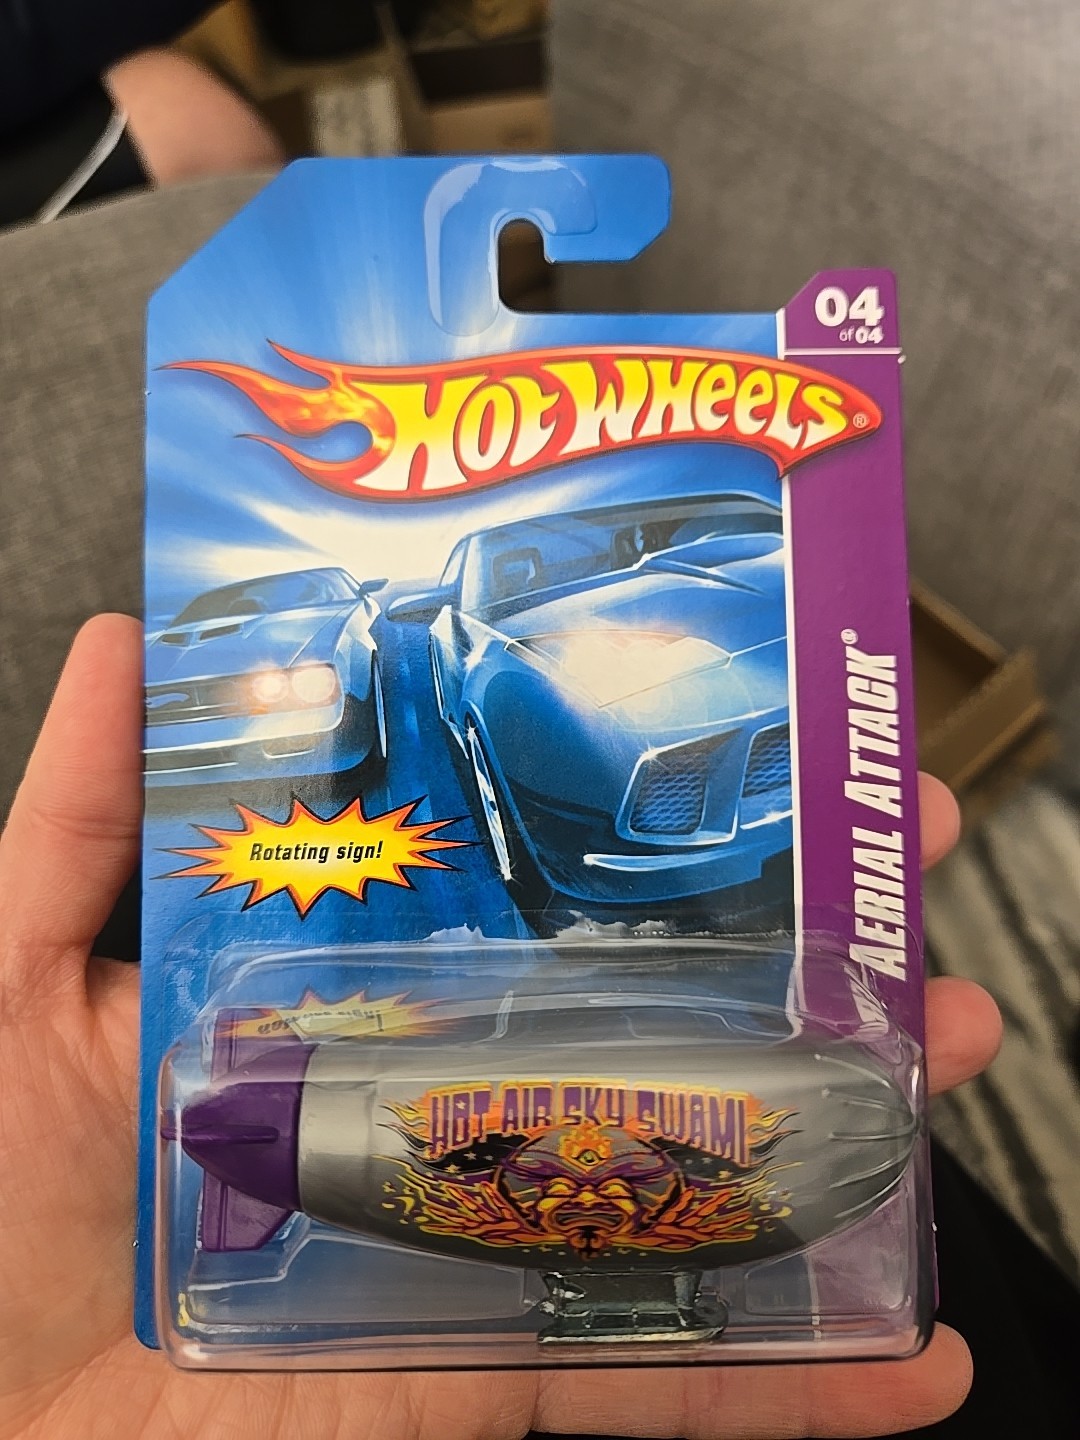 04
of 04
HOT WHEELS®
AERIAL ATTACK®
Rotating sign!
HOT AIR SKY SWAMI